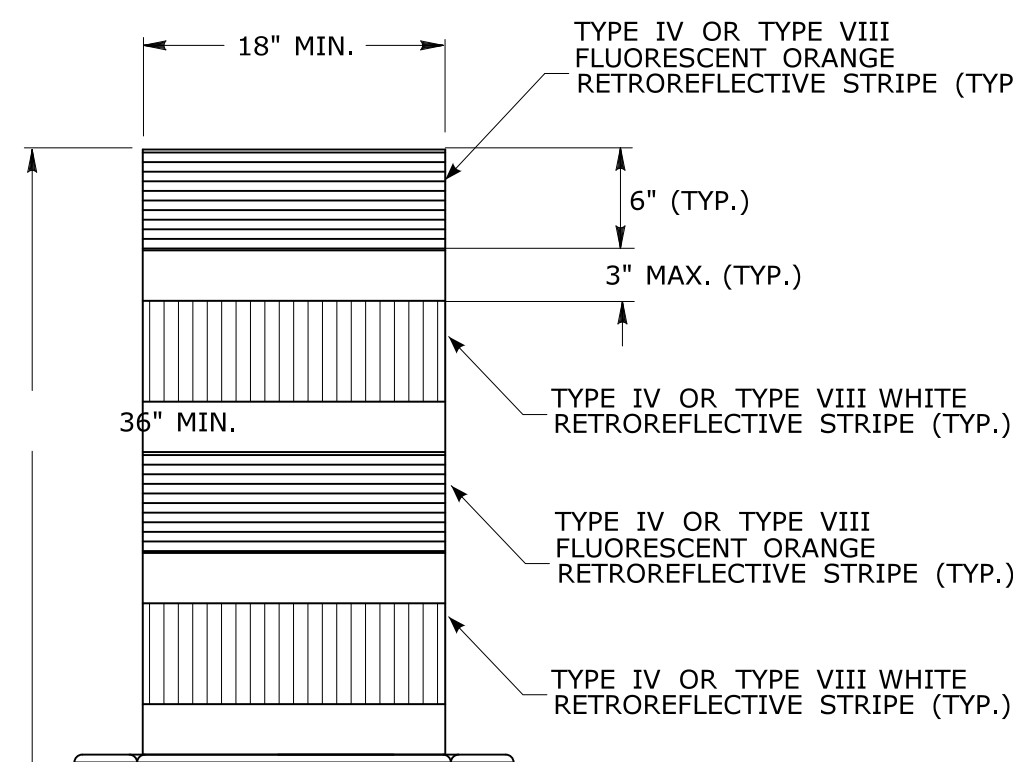 18" MIN.
TYPE IV OR TYPE VIII
FLUORESCENT ORANGE
RETROREFLECTIVE STRIPE (TYP
6" (TYP.)
3" MAX. (TYP.)
TYPE IV OR TYPE VIII WHITE
RETROREFLECTIVE STRIPE (TYP.)
36" MIN.
TYPE IV OR TYPE VIII
FLUORESCENT ORANGE
RETROREFLECTIVE STRIPE (TYP.)
TYPE IV OR TYPE VIII WHITE
RETROREFLECTIVE STRIPE (TYP.)